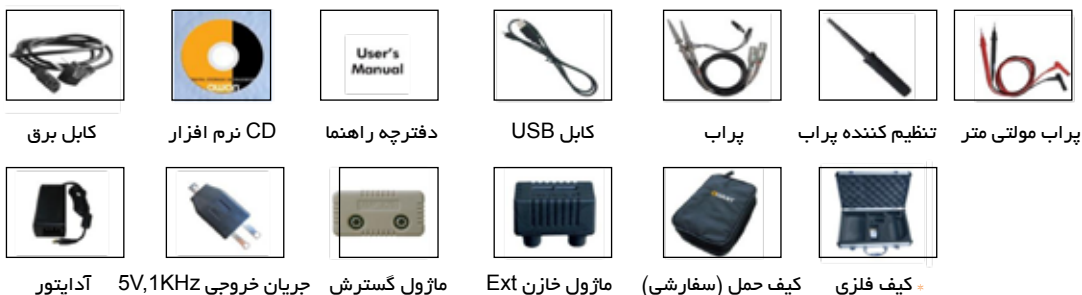 User's
Manual
owon
پراب مولتی متر
تنظیم کننده پراب
پراب
کابل USB
دفترچه راهنما
CD نرم افزار
کابل برق
* کیف فلزی
کیف حمل (سفارشی)
ماژول خازن Ext
ماژول گسترش
جریان خروجی 5V,1KHz
آداپتور